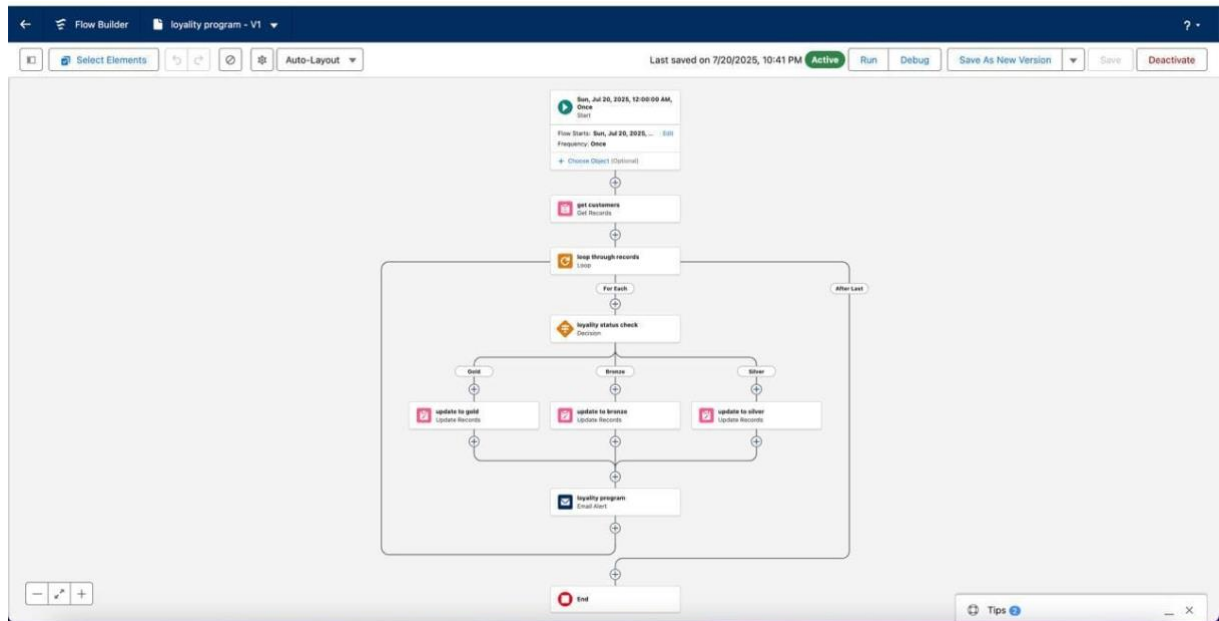 Flow Builder
loyality program - V1
? -
Select Elements
Auto-Layout
Last saved on 7/20/2025, 10:41 PM
Active
Run
Debug
Save As New Version
Save
Deactivate
Sun, Jul 20, 2025, 12:00:00 AM,
Once
Start
Flow Starts: Sun, Jul 20, 2025, ... Edit
Frequency: Once
+ Choose Object (Optional)
get customers
Get Records
loop through records
Loop
For Each
After Last
loyality status check
Decision
Gold
Bronze
Silver
update to gold
Update Records
update to bronze
Update Records
update to silver
Update Records
loyality program
Email Alert
End
Tips 2